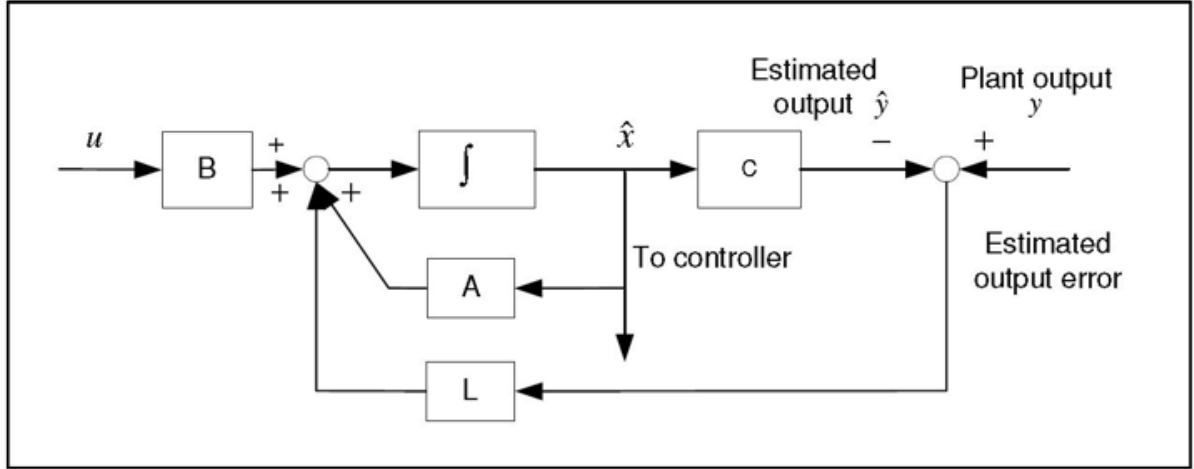 Estimated
output ŷ
Plant output
y
u
B
+
+
+
∫
x̂
C
−
+
To controller
A
Estimated
output error
L